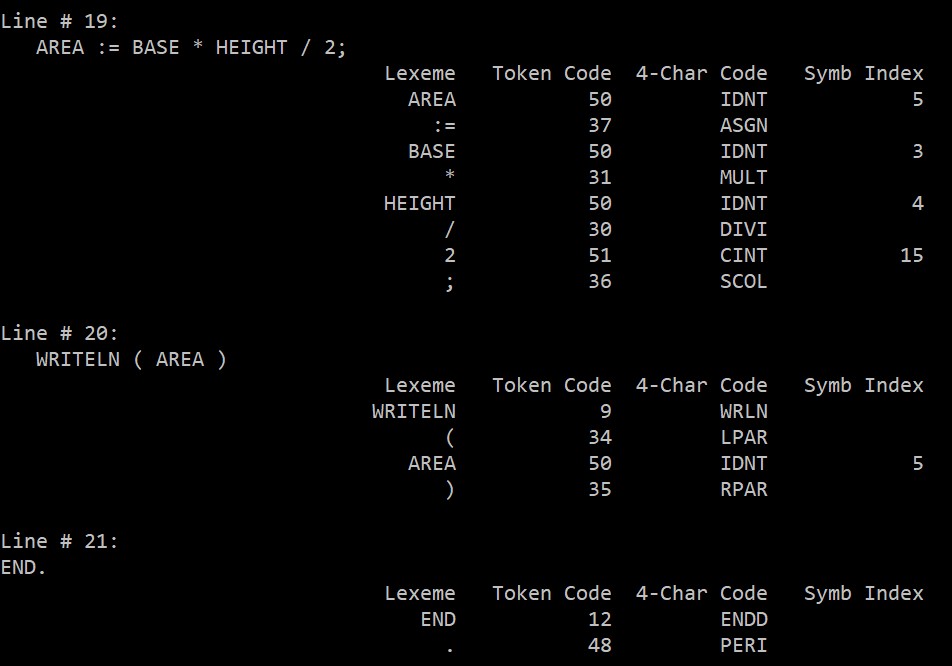 Line # 19:
AREA := BASE * HEIGHT / 2;
Lexeme Token Code 4-Char Code Symb Index
AREA 50 IDNT 5
:= 37 ASGN
BASE 50 IDNT 3
* 31 MULT
HEIGHT 50 IDNT 4
/ 30 DIVI
2 51 CINT 15
; 36 SCOL
Line # 20:
WRITELN ( AREA )
Lexeme Token Code 4-Char Code Symb Index
WRITELN 9 WRLN
( 34 LPAR
AREA 50 IDNT 5
) 35 RPAR
Line # 21:
END.
Lexeme Token Code 4-Char Code Symb Index
END 12 ENDD
. 48 PERI